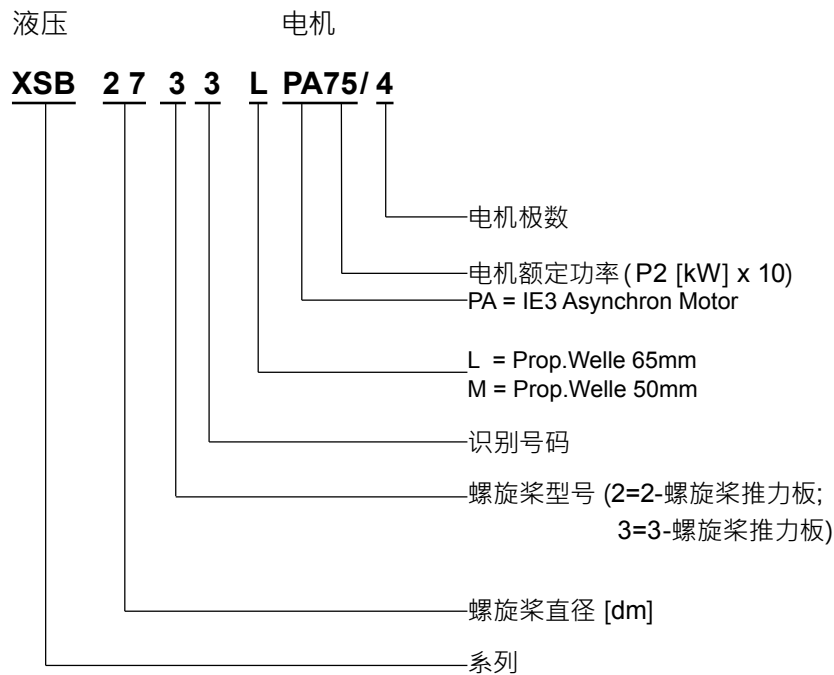 液压 电机
XSB 27 3 3 L PA75/ 4
电机极数
电机额定功率(P2 [kW] x 10)
PA = IE3 Asynchron Motor
L = Prop.Welle 65mm
M = Prop.Welle 50mm
识别号码
螺旋桨型号 (2=2-螺旋桨推力板;
3=3-螺旋桨推力板)
螺旋桨直径 [dm]
系列